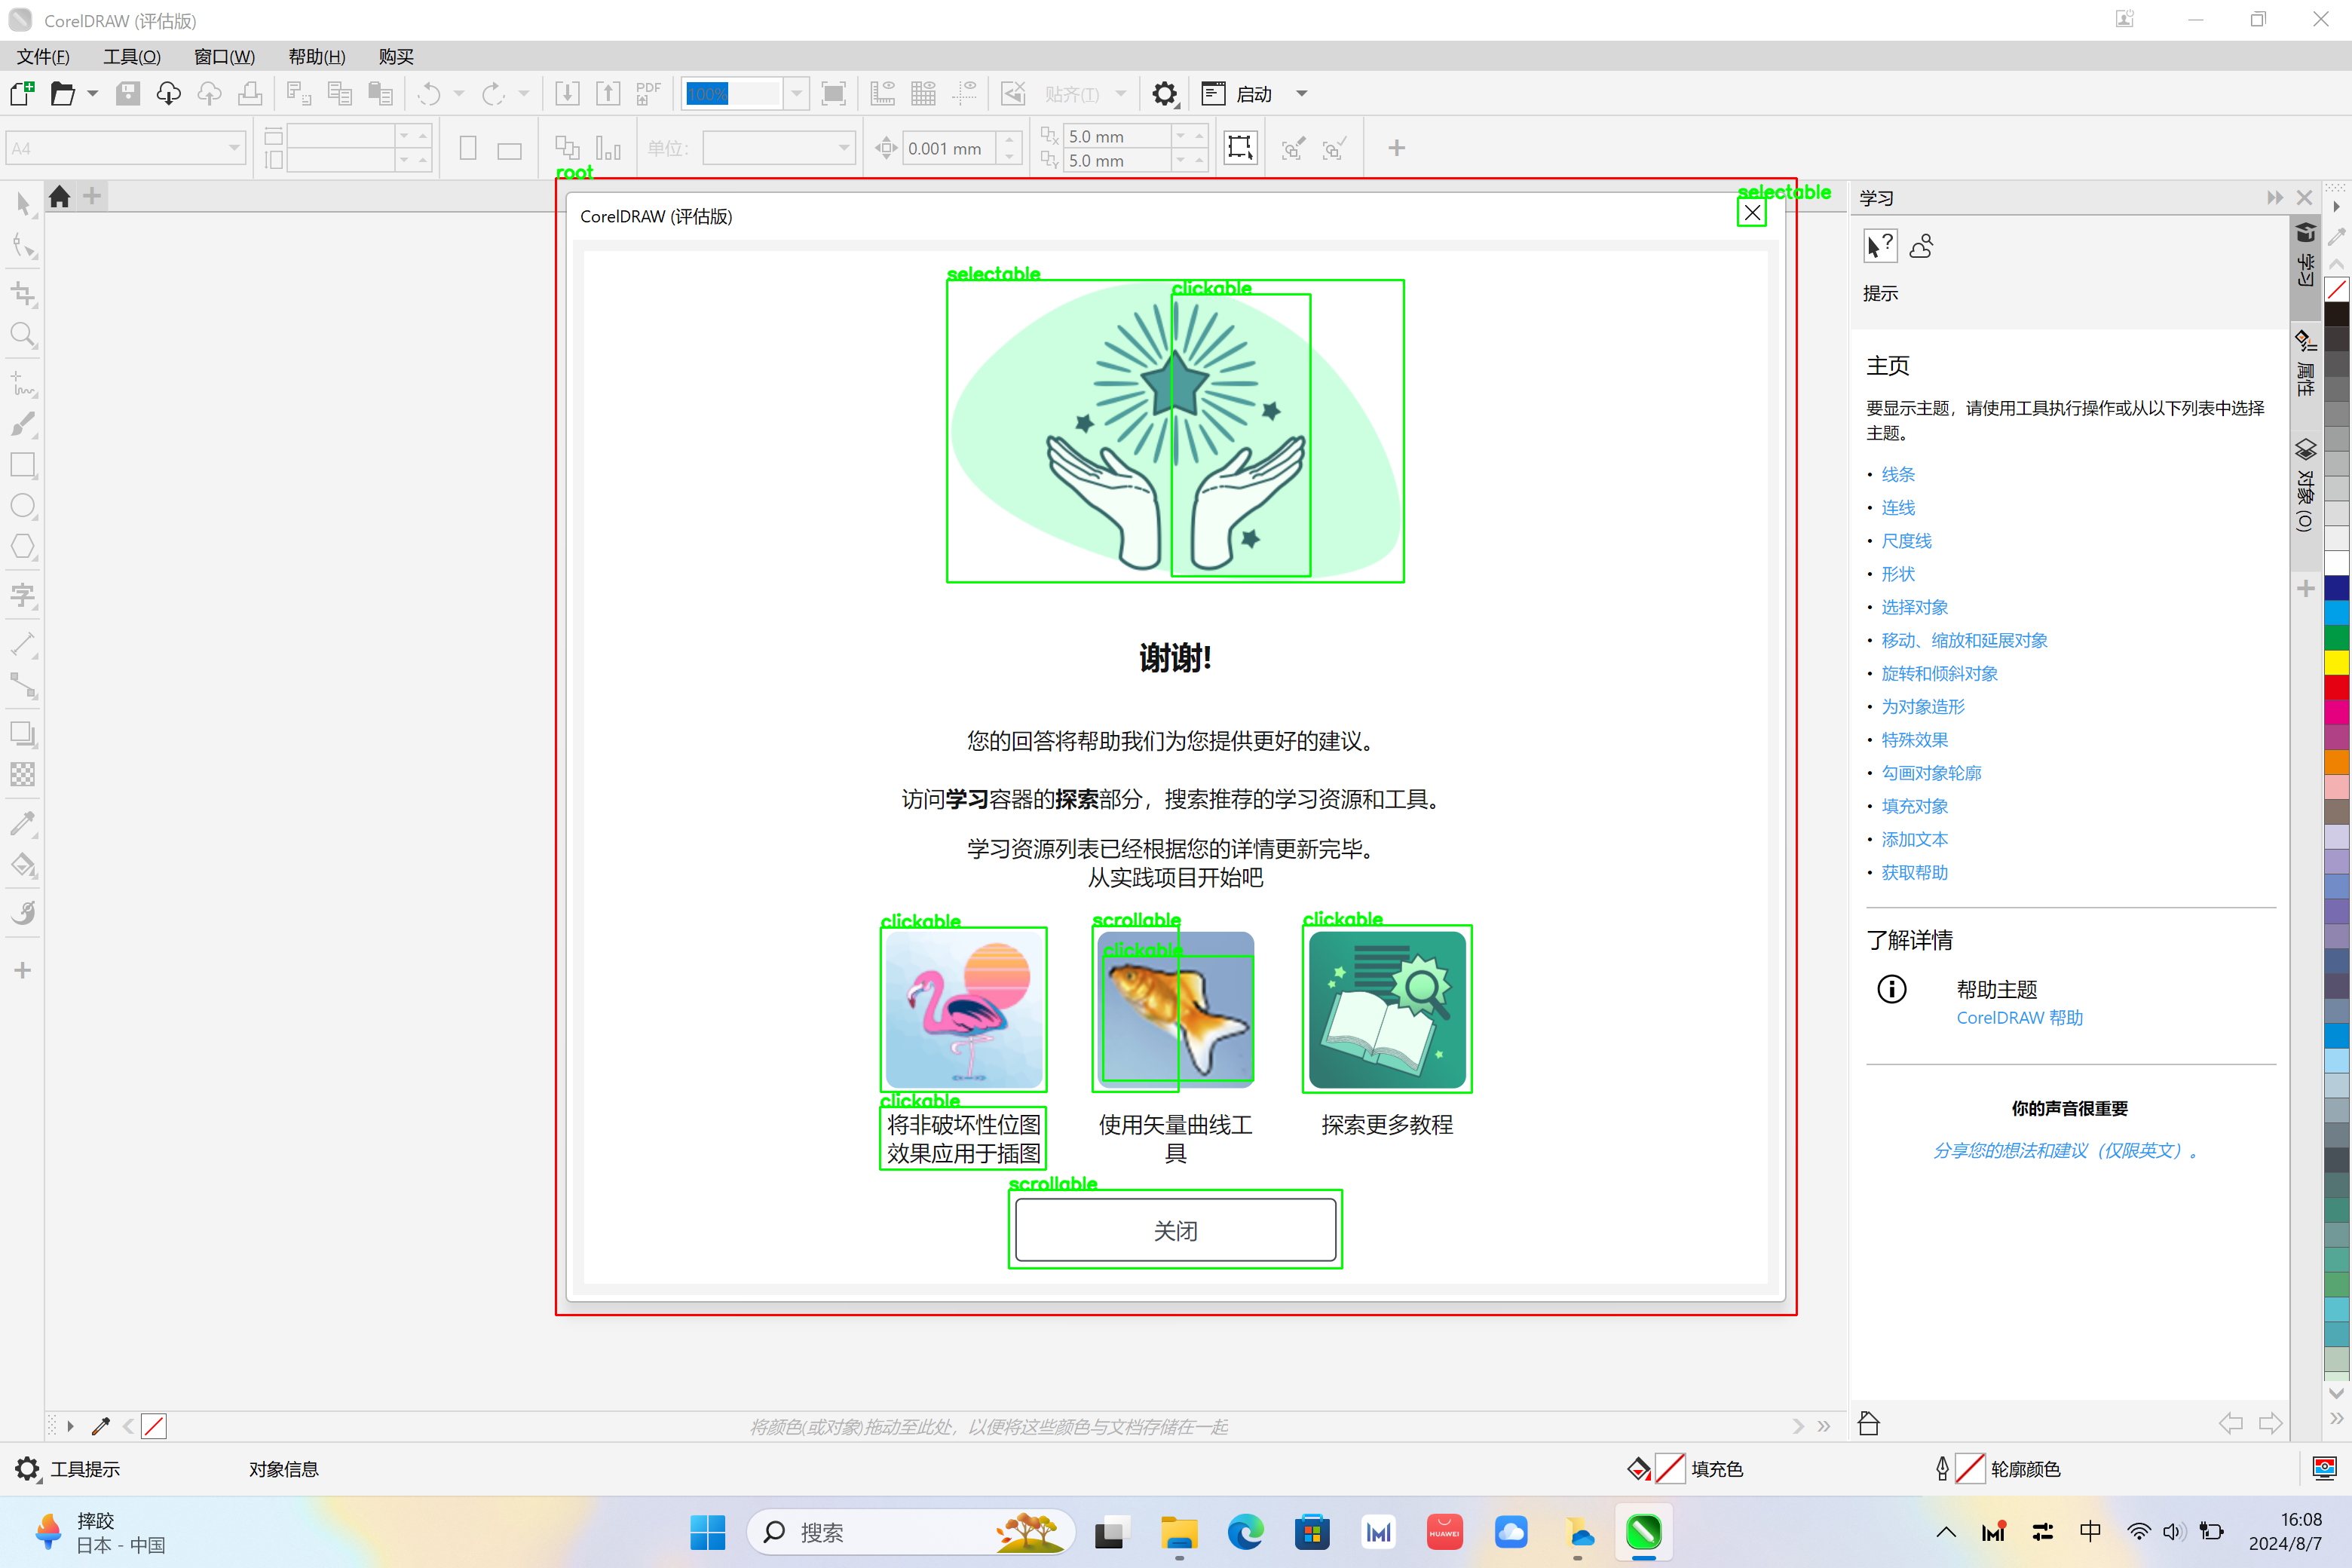 CorelDRAW (评估版)
文件(F) 工具(O) 窗口(W) 帮助(H) 购买
PDF 100% 贴齐(T) 启动
A4 单位: 0.001 mm 5.0 mm
5.0 mm
root
selectable
CorelDRAW (评估版)
selectable
clickable
谢谢!
您的回答将帮助我们为您提供更好的建议。
访问学习容器的探索部分，搜索推荐的学习资源和工具。
学习资源列表已经根据您的详情更新完毕。
从实践项目开始吧
clickable
scrollable
clickable
clickable
clickable
将非破坏性位图
效果应用于插图
使用矢量曲线工
具
探索更多教程
scrollable
关闭
学习
提示
主页
要显示主题，请使用工具执行操作或从以下列表中选择
主题。
• 线条
• 连线
• 尺度线
• 形状
• 选择对象
• 移动、缩放和延展对象
• 旋转和倾斜对象
• 为对象造形
• 特殊效果
• 勾画对象轮廓
• 填充对象
• 添加文本
• 获取帮助
了解详情
帮助主题
CorelDRAW 帮助
你的声音很重要
分享您的想法和建议（仅限英文）。
学习
属性
对象 (O)
将颜色(或对象)拖动至此处，以便将这些颜色与文档存储在一起
工具提示 对象信息 填充色 轮廓颜色
摔跤
日本 - 中国
搜索
HUAWEI
中
16:08
2024/8/7